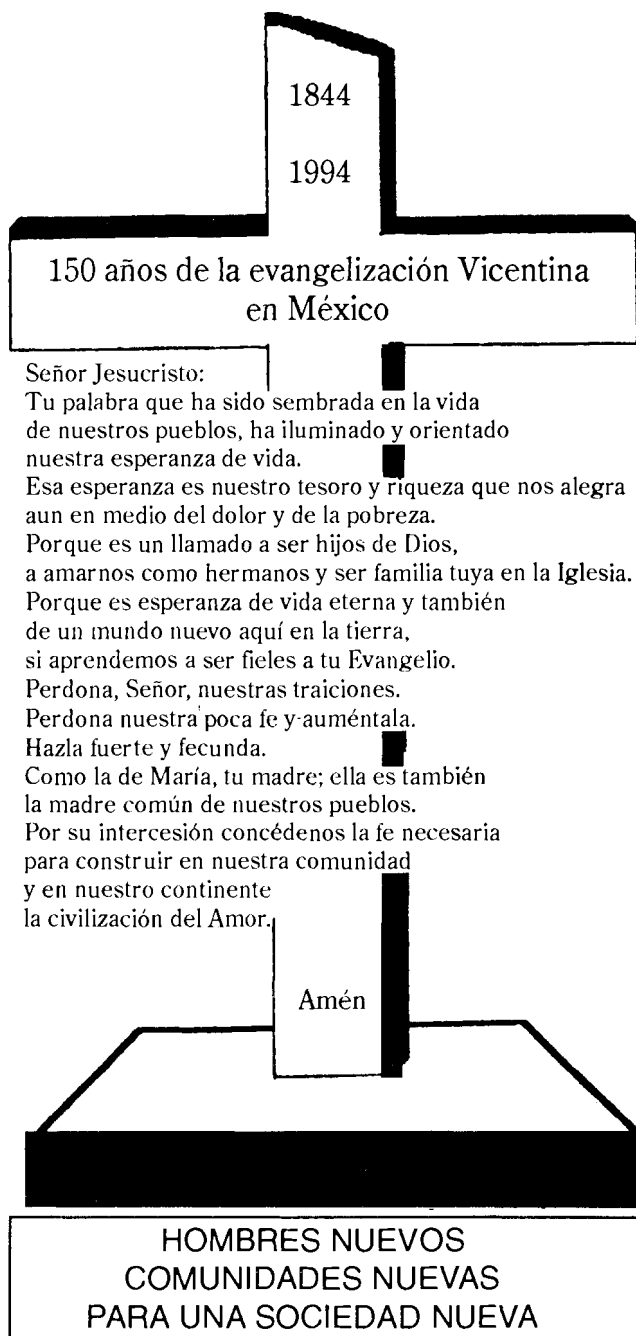 1844
1994
150 años de la evangelización Vicentina
en México
Señor Jesucristo:
Tu palabra que ha sido sembrada en la vida
de nuestros pueblos, ha iluminado y orientado
nuestra esperanza de vida.
Esa esperanza es nuestro tesoro y riqueza que nos alegra
aun en medio del dolor y de la pobreza.
Porque es un llamado a ser hijos de Dios,
a amarnos como hermanos y ser familia tuya en la Iglesia.
Porque es esperanza de vida eterna y también
de un mundo nuevo aquí en la tierra,
si aprendemos a ser fieles a tu Evangelio.
Perdona, Señor, nuestras traiciones.
Perdona nuestra poca fe y auméntala.
Hazla fuerte y fecunda.
Como la de María, tu madre; ella es también
la madre común de nuestros pueblos.
Por su intercesión concédenos la fe necesaria
para construir en nuestra comunidad
y en nuestro continente
la civilización del Amor.
Amén
HOMBRES NUEVOS
COMUNIDADES NUEVAS
PARA UNA SOCIEDAD NUEVA